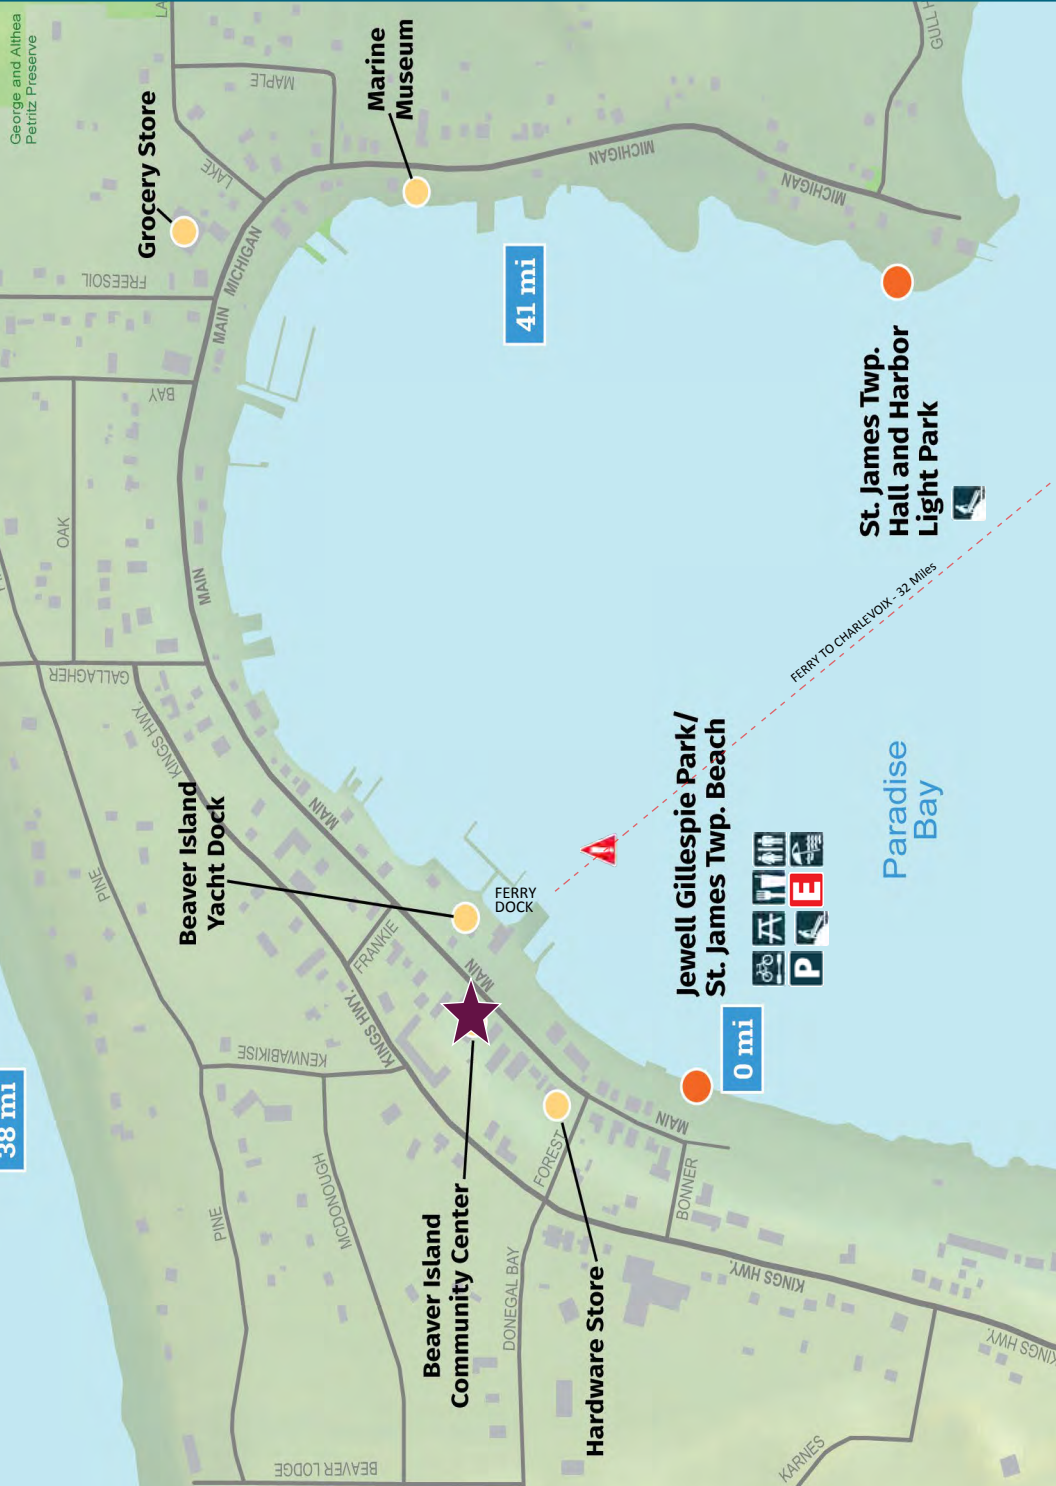 George and Althea
Petritz Preserve
LA
MAPLE
Grocery Store
LAKE
Marine
Museum
MICHIGAN
MICHIGAN
GULL H
FREESOIL
MICHIGAN
MAIN
BAY
41 mi
OAK
MAIN
St. James Twp.
Hall and Harbor
Light Park
FERRY TO CHARLEVOIX - 32 Miles
GALLAGHER
KINGS HWY.
MAIN
Beaver Island
Yacht Dock
PINE
FERRY
DOCK
FRANKIE
MAIN
KINGS HWY.
KENWABIKISE
Jewell Gillespie Park/
St. James Twp. Beach
P
E
Paradise
Bay
38 mi
0 mi
MAIN
FOREST
BONNER
PINE
MCDONOUGH
Beaver Island
Community Center
DONEGAL BAY
Hardware Store
KINGS HWY.
KINGS HWY.
KARNES
BEAVER LODGE